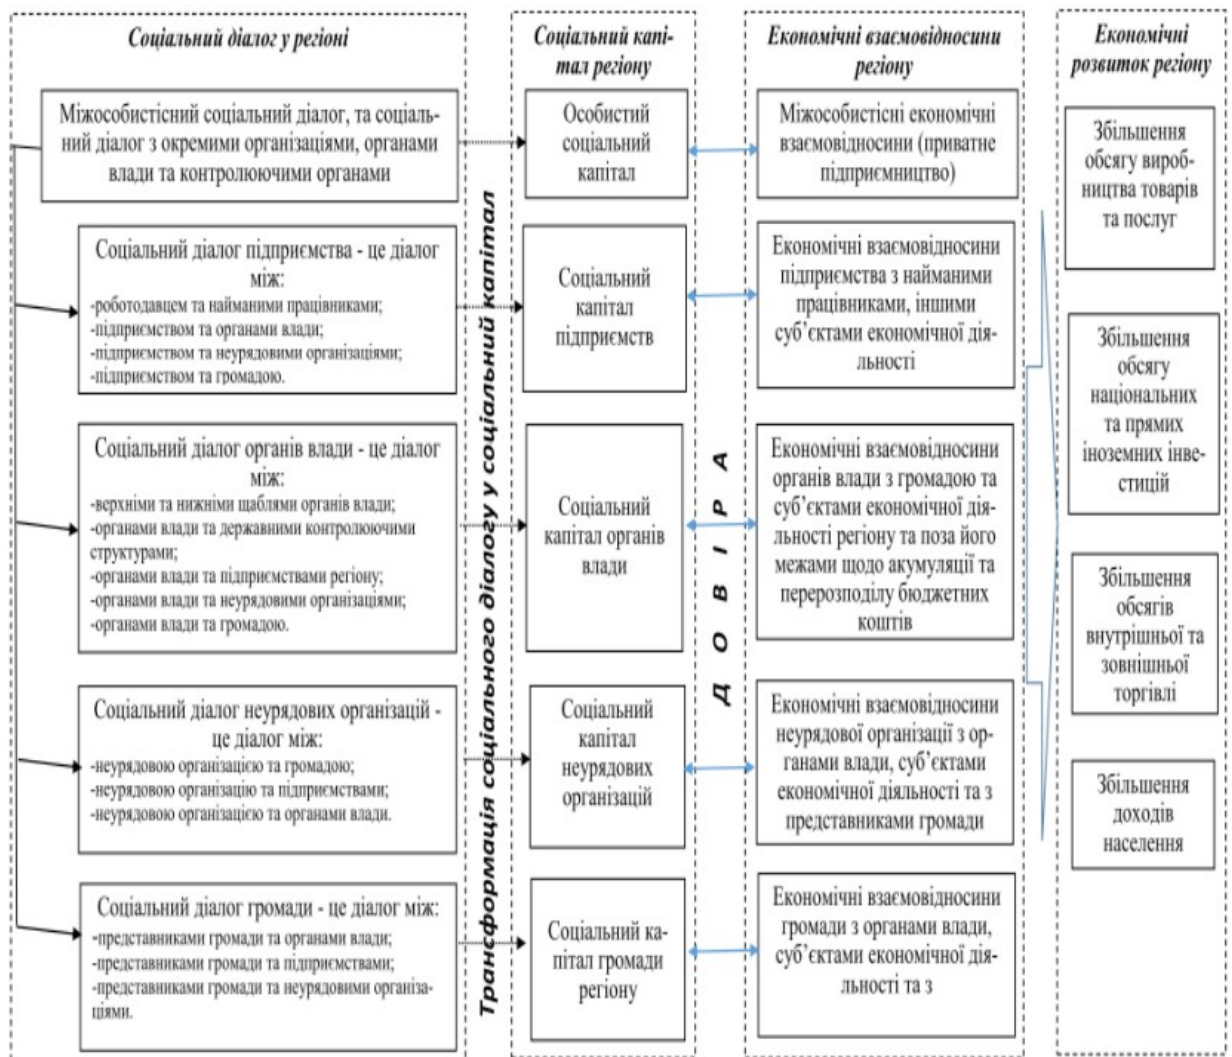 Соціальний діалог у регіоні
Міжособистісний соціальний діалог, та соціаль-
ний діалог з окремими організаціями, органами
влади та контролюючими органами
Соціальний діалог підприємства - це діалог
між:
-роботодавцем та найманими працівниками;
-підприємством та органами влади;
-підприємством та неурядовими організаціями;
-підприємством та громадою.
Соціальний діалог органів влади - це діалог
між:
-верхніми та нижніми щаблями органів влади;
-органами влади та державними контролюючими
структурами;
-органами влади та підприємствами регіону;
-органами влади та неурядовими організаціями;
-органами влади та громадою.
Соціальний діалог неурядових організацій -
це діалог між:
-неурядовою організацією та громадою;
-неурядовою організацію та підприємствами;
-неурядовою організацією та органами влади.
Соціальний діалог громади - це діалог між:
-представниками громади та органами влади;
-представниками громади та підприємствами;
-представниками громади та неурядовими організа-
ціями.
Трансформація соціального діалогу у соціальний капітал
Соціальний капі-
тал регіону
Особистий
соціальний
капітал
Соціальний
капітал
підприємств
Соціальний
капітал органів
влади
Соціальний
капітал
неурядових
організацій
Соціальний ка-
пітал громади
регіону
ДОВІРА
Економічні взаємовідносини
регіону
Міжособистісні економічні
взаємовідносини (приватне
підприємництво)
Економічні взаємовідносини
підприємства з найманими
працівниками, іншими
суб’єктами економічної дія-
льності
Економічні взаємовідносини
органів влади з громадою та
суб’єктами економічної дія-
льності регіону та поза його
межами щодо акумуляції та
перерозподілу бюджетних
коштів
Економічні взаємовідносини
неурядової організації з ор-
ганами влади, суб’єктами
економічної діяльності та з
представниками громади
Економічні взаємовідносини
громади з органами влади,
суб’єктами економічної дія-
льності та з
Економічні
розвиток регіону
Збільшення
обсягу вироб-
ництва товарів
та послуг
Збільшення
обсягу
національних
та прямих
іноземних інве-
стицій
Збільшення
обсягів
внутрішньої та
зовнішньої
торгівлі
Збільшення
доходів
населення